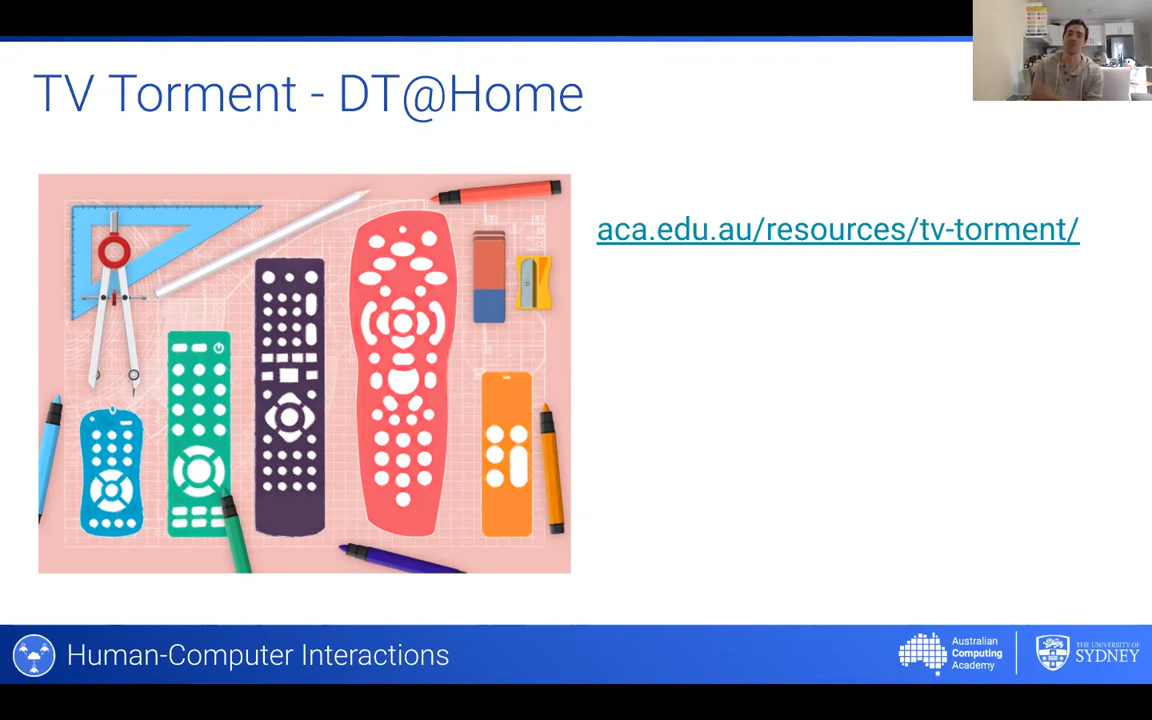 TV Torment - DT@Home
aca.edu.au/resources/tv-torment/
Human-Computer Interactions
Australian
Computing
Academy
THE UNIVERSITY OF
SYDNEY